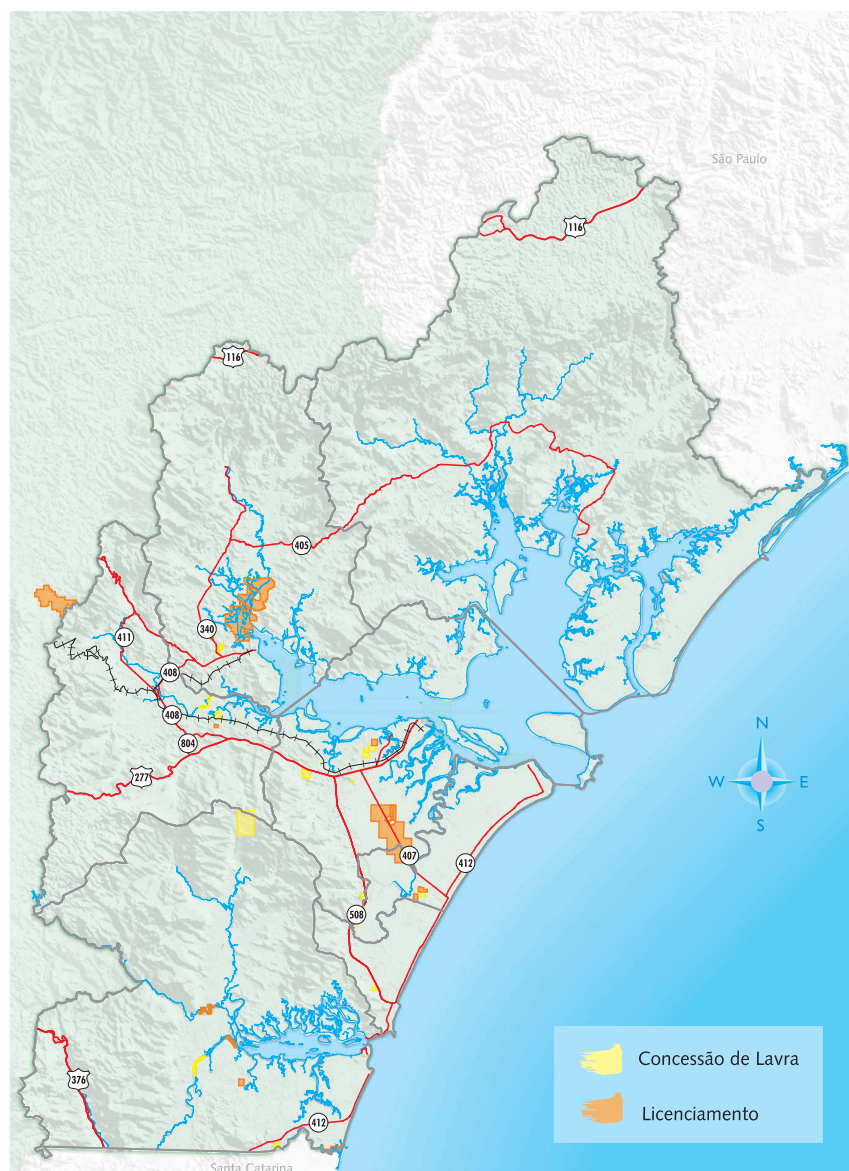 São Paulo
116
116
405
340
411
408
408
804
277
N
W
E
S
407
412
508
376
412
Concessão de Lavra
Licenciamento
Santa Catarina